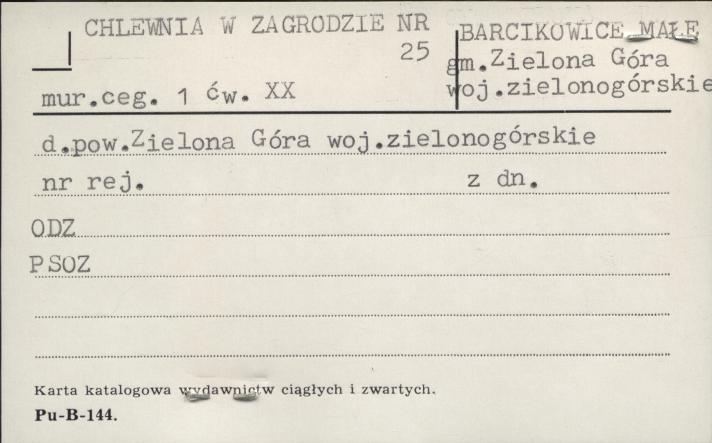 CHLEWNIA W ZAGRODZIE NR
25
mur.ceg. 1 ćw. XX
BARCIKOWICE MAŁE
gm.Zielona Góra
woj.zielonogórskie
d.pow.Zielona Góra woj.zielonogórskie
nr rej. z dn.
ODZ
PSOZ
Karta katalogowa wydawnictw ciągłych i zwartych.
Pu-B-144.